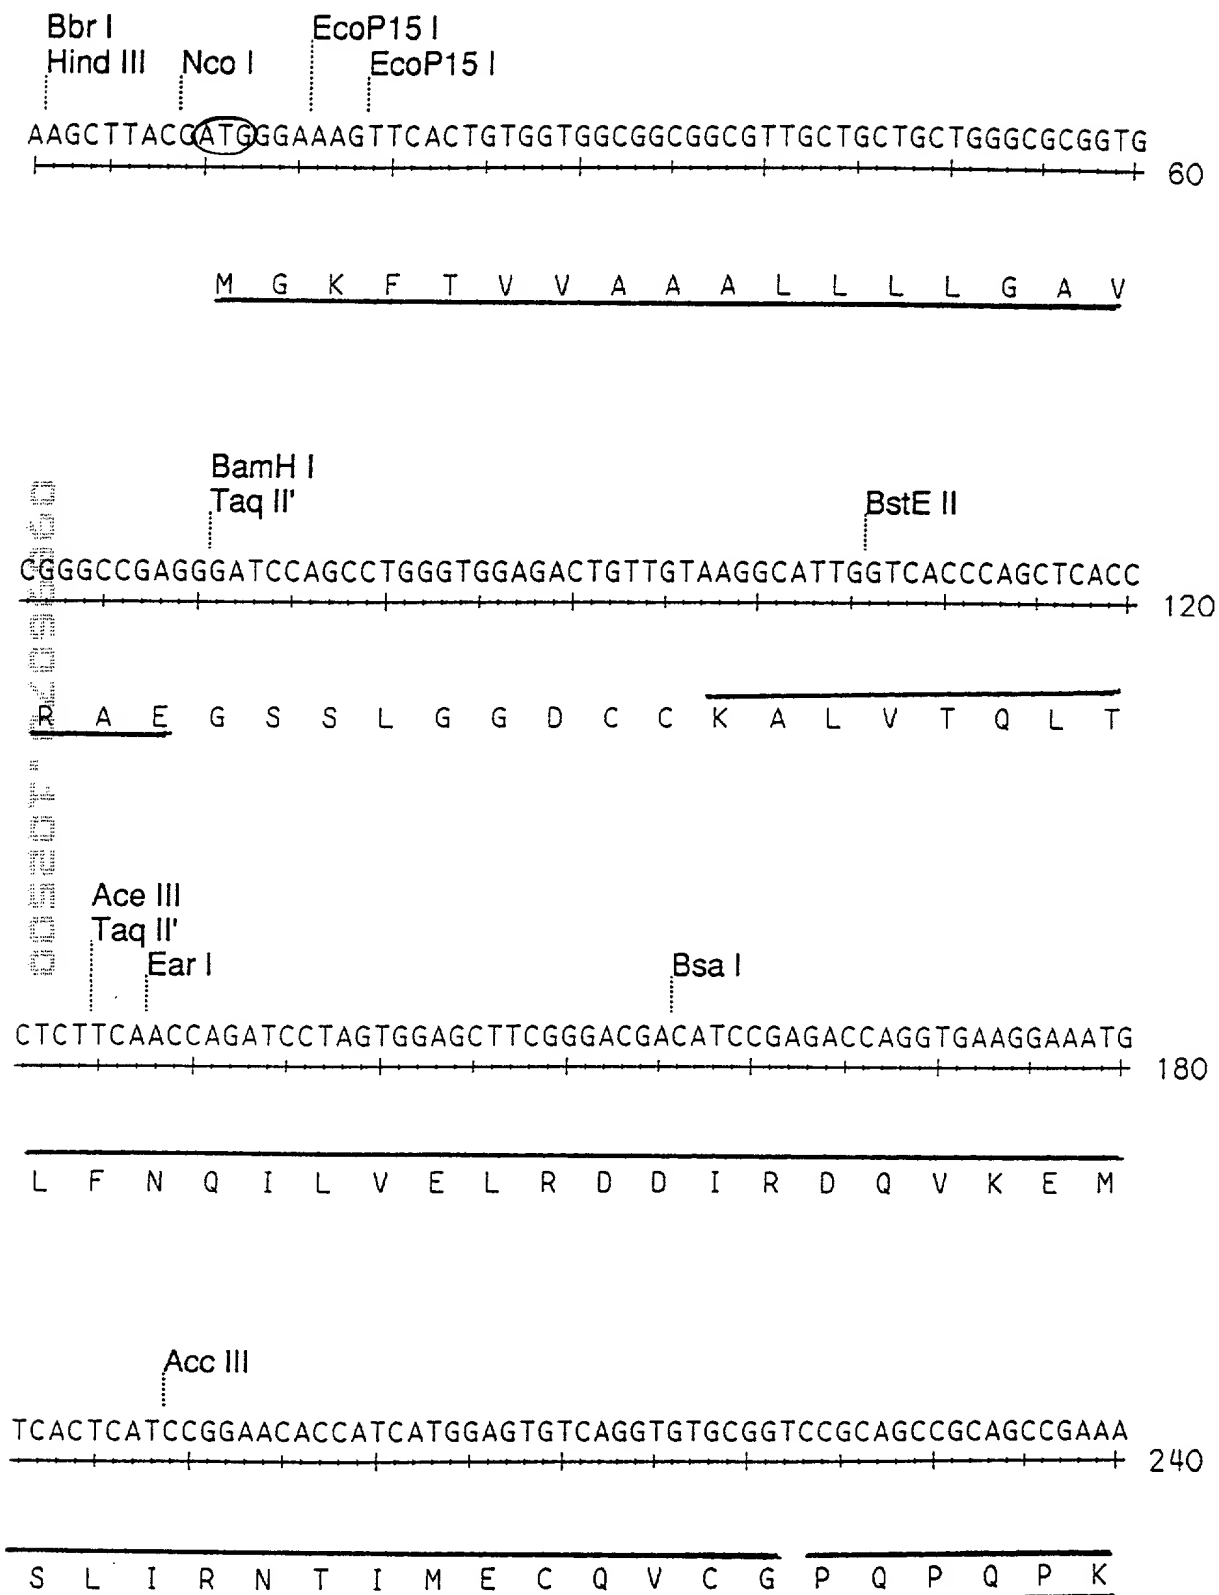 Bbr I EcoP15 I
Hind III Nco I EcoP15 I
AAGCTTACCATGGGAAAGTTCACTGTGGTGGCGGCGGCGTTGCTGCTGCTGGGCGCGGTG
60
M G K F T V V A A A L L L L G A V
BamH I
Taq II' BstE II
CGGGCCGAGGGATCCAGCCTGGGTGGAGACTGTTGTAAGGCATTGGTCACCCAGCTCACC
120
R A E G S S L G G D C C K A L V T Q L T
Ace III
Taq II'
Ear I Bsa I
CTCTTCAACCAGATCCTAGTGGAGCTTCGGGACGACATCCGAGACCAGGTGAAGGAAATG
180
L F N Q I L V E L R D D I R D Q V K E M
Acc III
TCACTCATCCGGAACACCATCATGGAGTGTCAGGTGTGCGGTCCGCAGCCGCAGCCGAAA
240
S L I R N T I M E C Q V C G P Q P Q P K